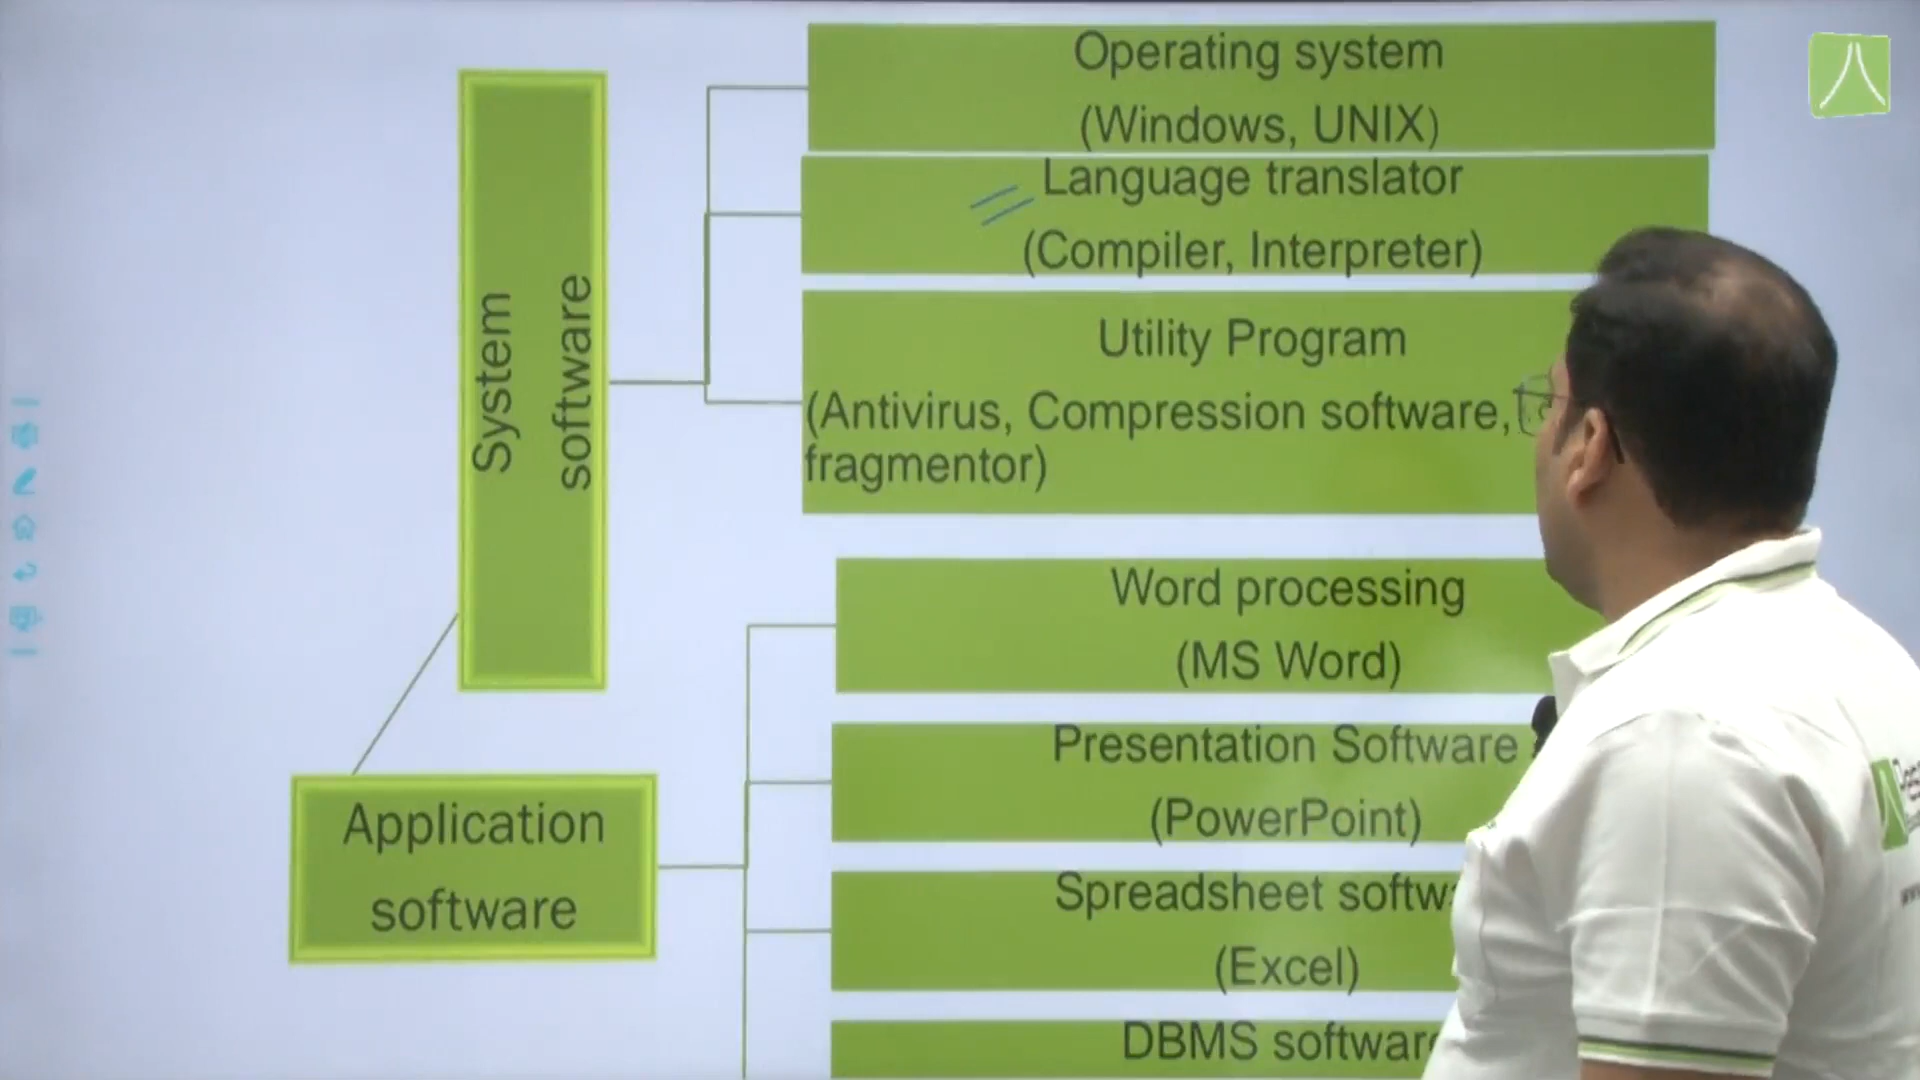 Operating system
(Windows, UNIX)
Language translator
(Compiler, Interpreter)
Utility Program
(Antivirus, Compression software,
fragmentor)
System
software
Word processing
(MS Word)
Presentation Software
(PowerPoint)
Spreadsheet
(Excel)
DBMS
Application
software